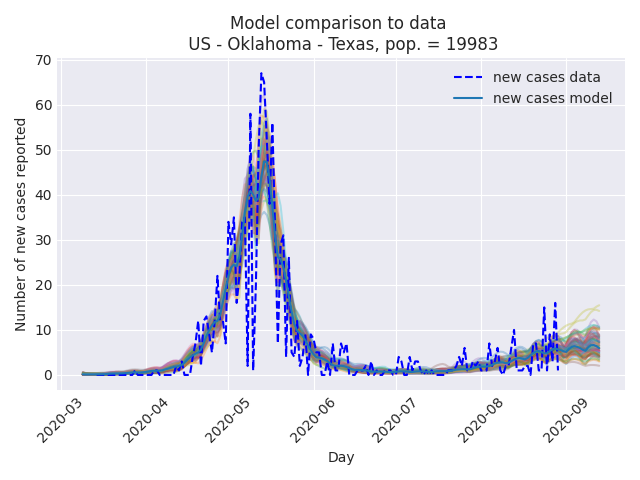 Model comparison to data
US - Oklahoma - Texas, pop. = 19983
new cases data
new cases model
Number of new cases reported
70
60
50
40
30
20
10
0
2020-03
2020-04
2020-05
2020-06
2020-07
2020-08
2020-09
Day